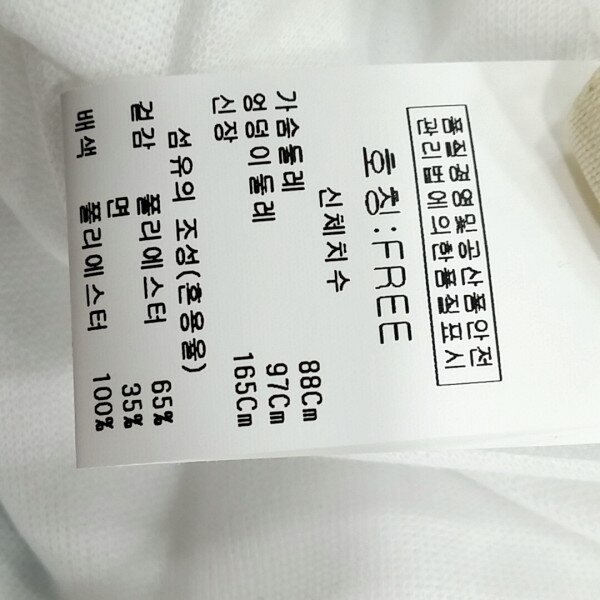 품질경영및공산품안전
관리법에의한품질표시
호칭:FREE
신체치수
가슴둘레 88Cm
엉덩이둘레 97Cm
신장 165Cm
섬유의 조성(혼용율)
겉감 폴리에스터 65%
면 35%
배색 폴리에스터 100%